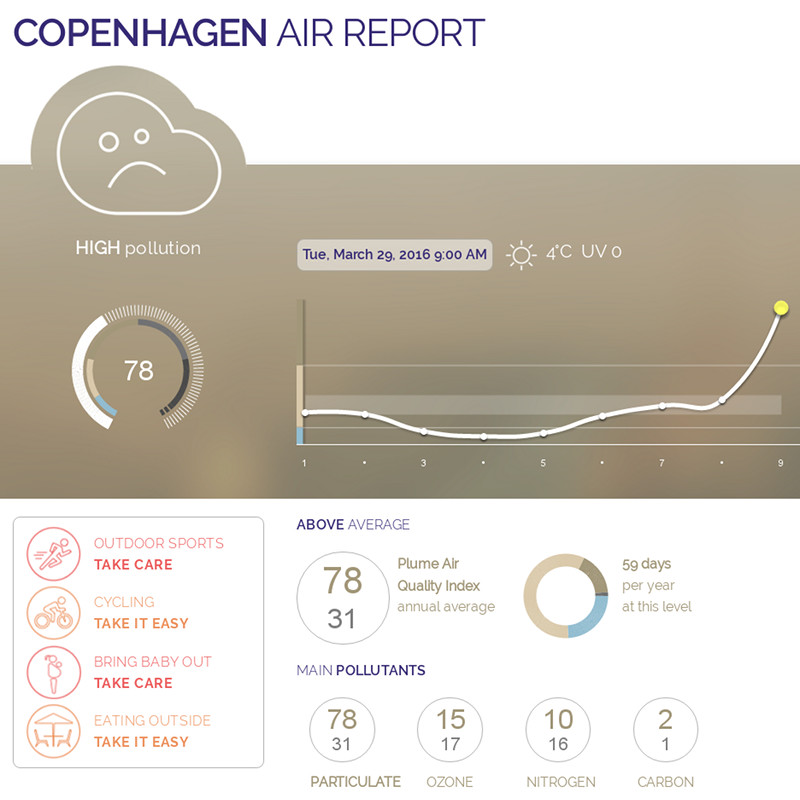 COPENHAGEN AIR REPORT
HIGH pollution
Tue, March 29, 2016 9:00 AM
4°C UV 0
78
1 3 5 7 9
OUTDOOR SPORTS
TAKE CARE
CYCLING
TAKE IT EASY
BRING BABY OUT
TAKE CARE
EATING OUTSIDE
TAKE IT EASY
ABOVE AVERAGE
78
31
Plume Air
Quality Index
annual average
59 days
per year
at this level
MAIN POLLUTANTS
78
31
PARTICULATE
15
17
OZONE
10
16
NITROGEN
2
1
CARBON